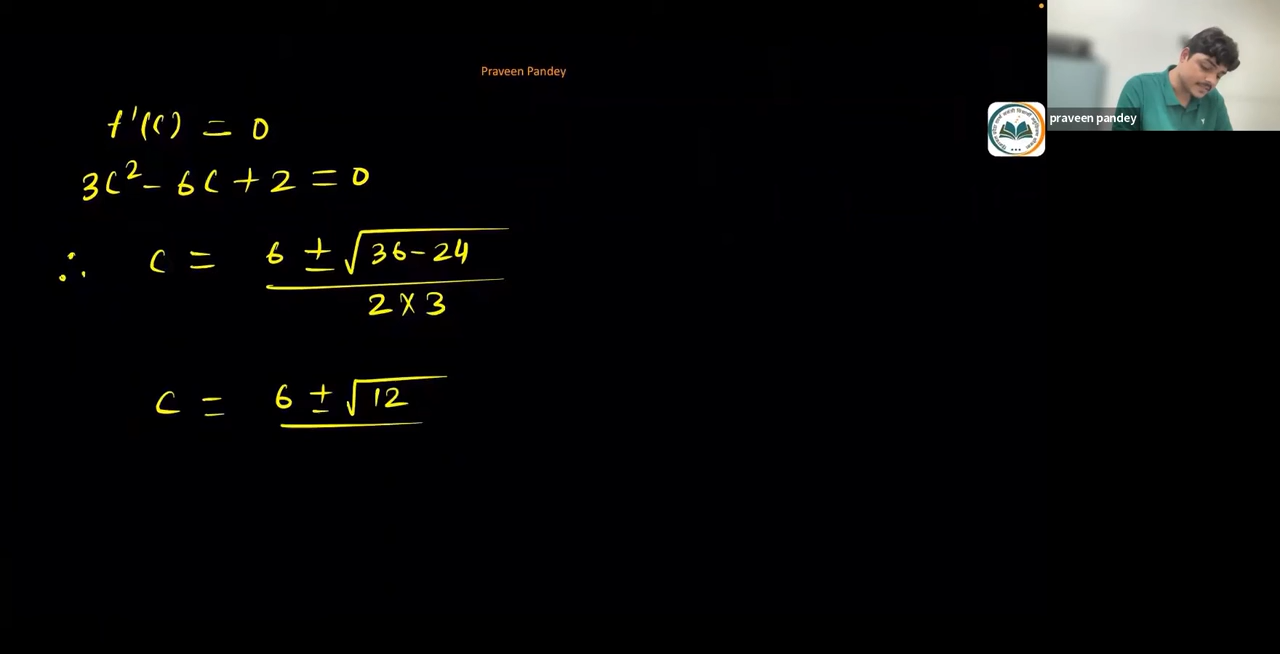 Praveen Pandey
praveen pandey
f'(c) = 0
3c² - 6c + 2 = 0
∴ c = 6 ± √36-24
2 × 3
c = 6 ± √12